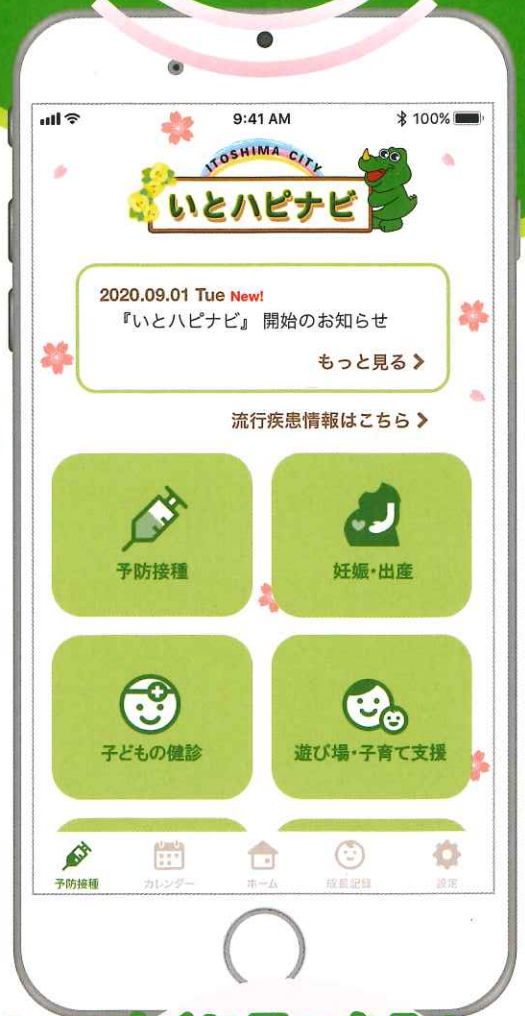 9:41 AM
100%
ITOSHIMA CITY
いとハピナビ
2020.09.01 Tue New!
『いとハピナビ』 開始のお知らせ
もっと見る
流行疾患情報はこちら
予防接種
妊娠・出産
子どもの健診
遊び場・子育て支援
予防接種
カレンダー
ホーム
成長記録
設定